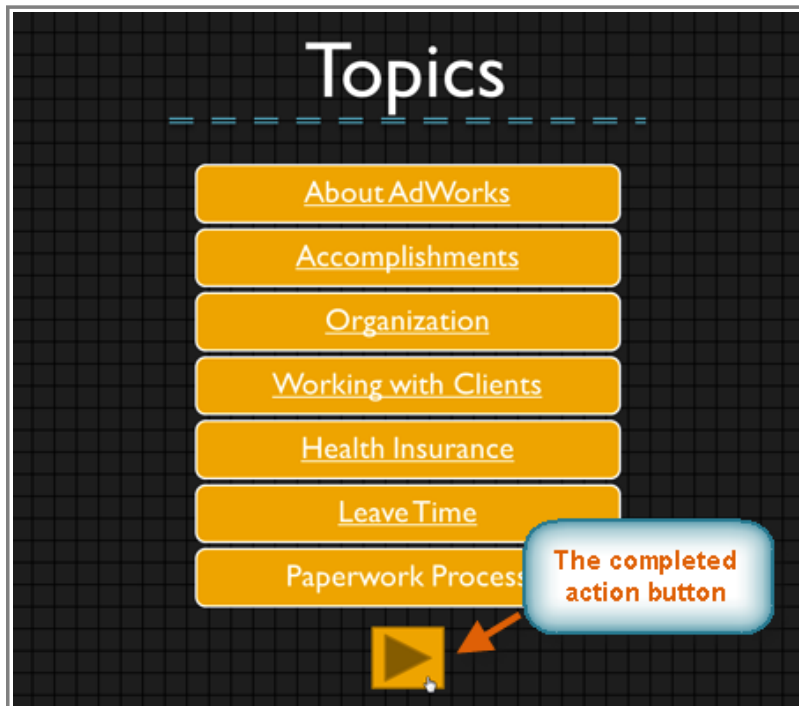 Topics
About AdWorks
Accomplishments
Organization
Working with Clients
Health Insurance
Leave Time
Paperwork Process
The completed
action button